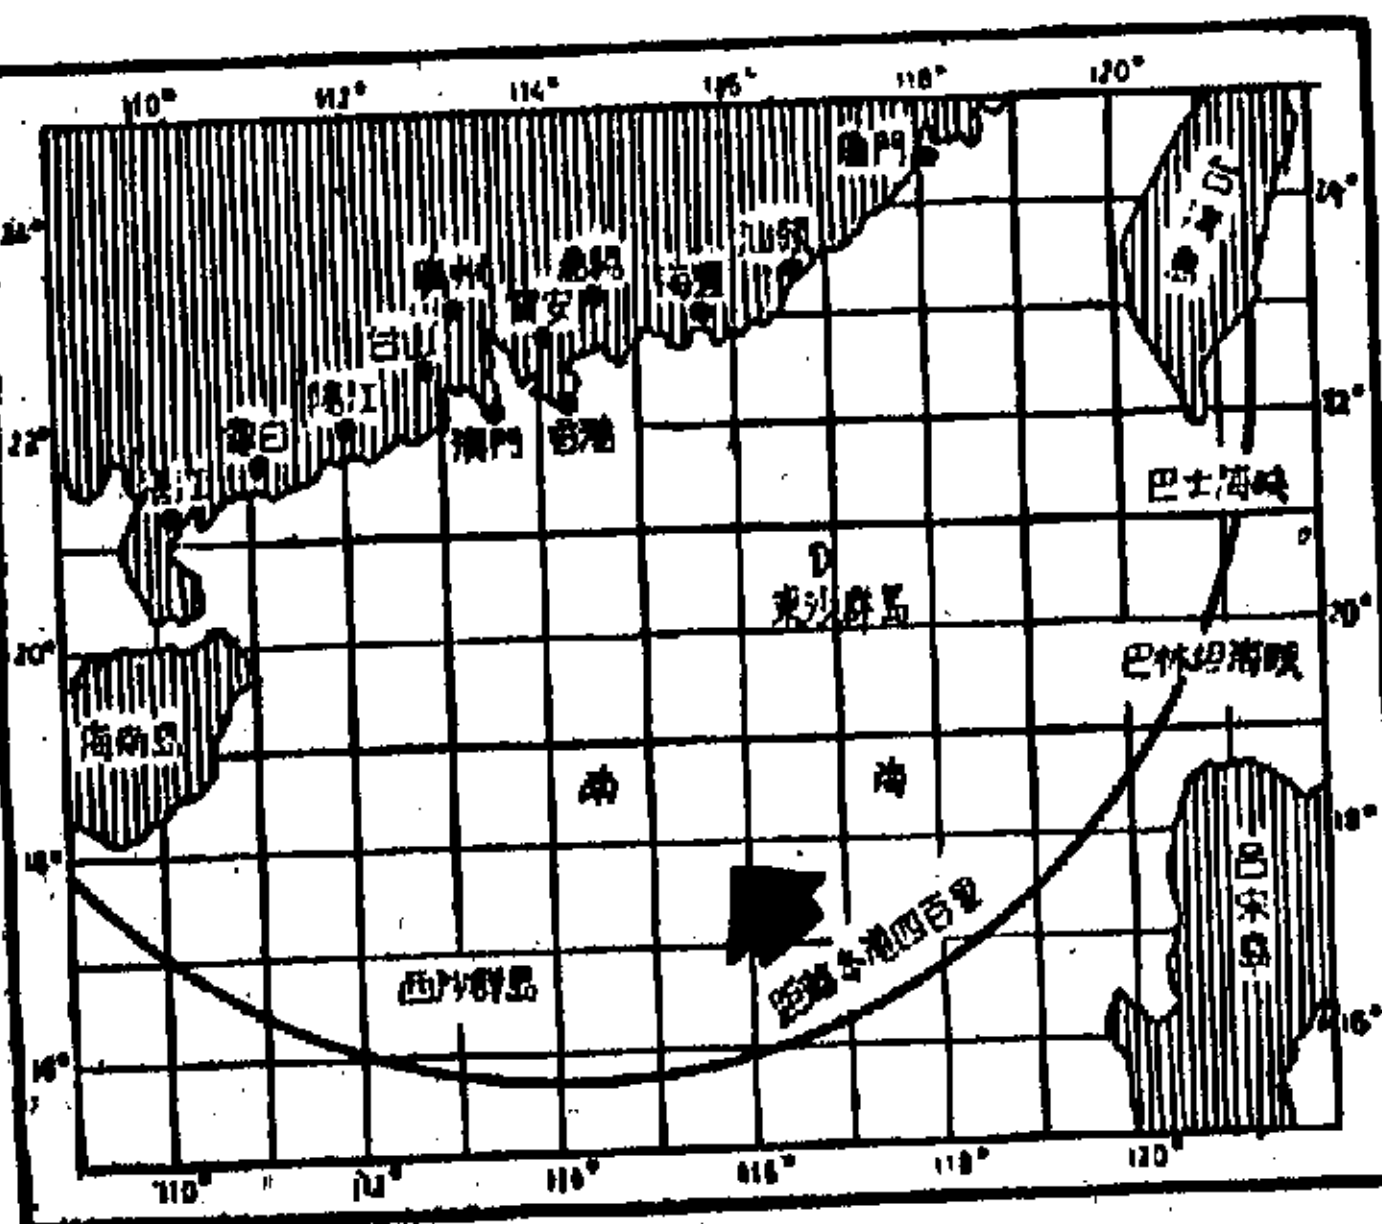 110° 112° 114° 116° 118° 120°
廈門
24°
台灣島
汕頭
廣州
惠陽
海豐
寶安
台山
陽江
22°
電白
澳門 香港
湛江
巴士海峽
東沙群島
20°
巴林坦海峽
海南島
南 海
18°
呂宋島
距離香港四百里
西沙群島
16°
110° 112° 114° 116° 118° 120